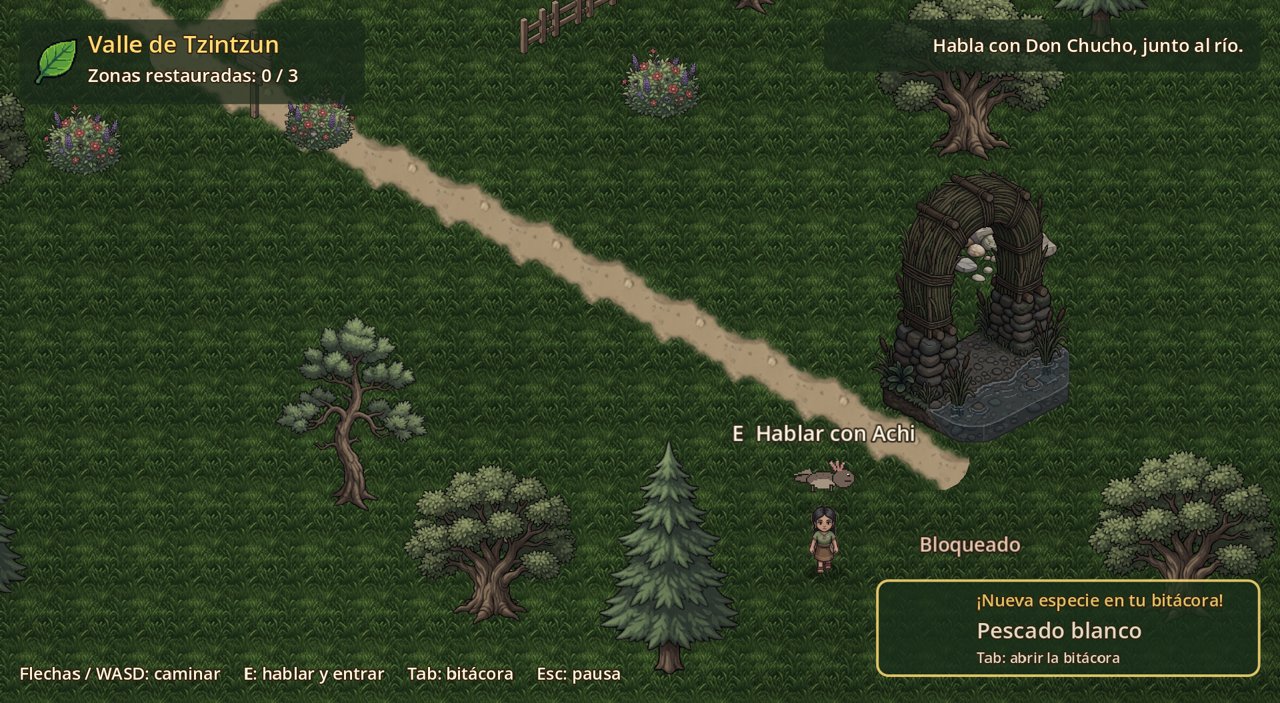 Valle de Tzintzun
Zonas restauradas: 0 / 3
Habla con Don Chucho, junto al río.
E Hablar con Achi
Bloqueado
¡Nueva especie en tu bitácora!
Pescado blanco
Tab: abrir la bitácora
Flechas / WASD: caminar E: hablar y entrar Tab: bitácora Esc: pausa